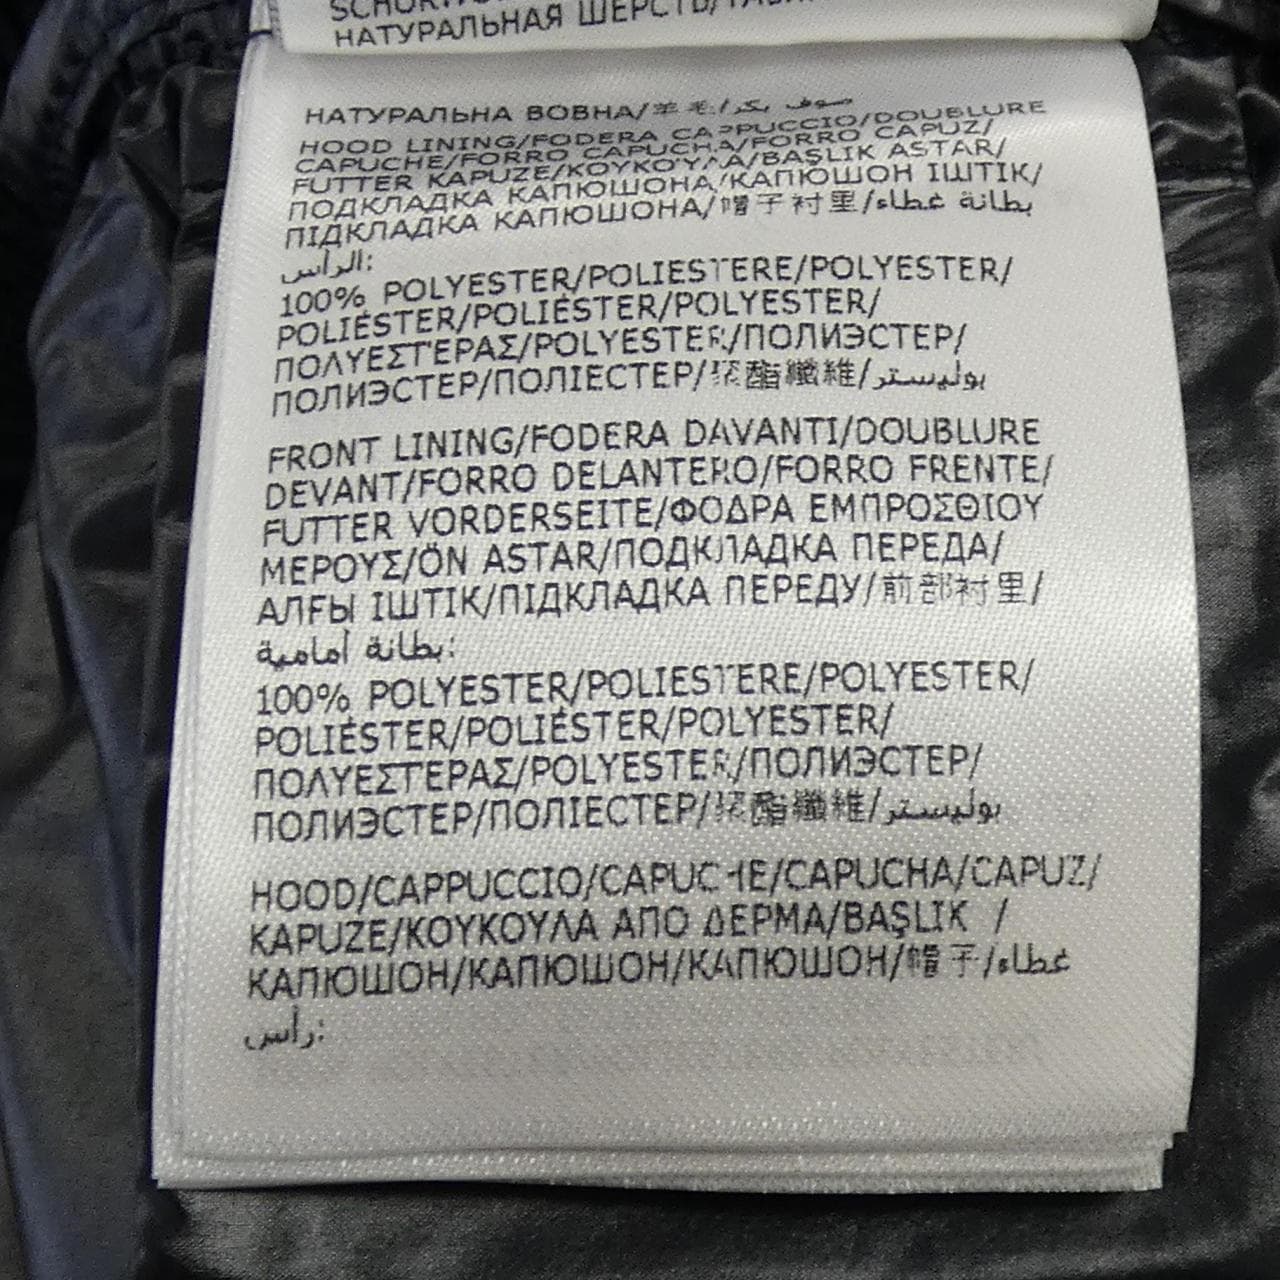 НАТУРАЛЬНАЯ ШЕРСТЬ/
НАТУРАЛЬНА ВОВНА/羊毛/صوف بكر
HOOD LINING/FODERA CAPPUCCIO/DOUBLURE
CAPUCHE/FORRO CAPUCHA/FORRO CAPUZ/
FUTTER KAPUZE/ΚΟΥΚΟΥΛΑ/BAŞLIK ASTAR/
ПОДКЛАДКА КАПЮШОНА/КАПЮШОН ІШТІК/
ПІДКЛАДКА КАПЮШОНА/帽子衬里/بطانة غطاء
الرأس:
100% POLYESTER/POLIESTERE/POLYESTER/
POLIÉSTER/POLIÉSTER/POLYESTER/
ΠΟΛΥΕΣΤΕΡΑΣ/POLYESTER/ПОЛИЭСТЕР/
ПОЛИЭСТЕР/ПОЛІЕСТЕР/聚酯纖維/بوليستر
FRONT LINING/FODERA DAVANTI/DOUBLURE
DEVANT/FORRO DELANTERO/FORRO FRENTE/
FUTTER VORDERSEITE/ΦΟΔΡΑ ΕΜΠΡΟΣΘΙΟΥ
ΜΕΡΟΥΣ/ÖN ASTAR/ПОДКЛАДКА ПЕРЕДА/
АЛҒЫ ІШТІК/ПІДКЛАДКА ПЕРЕДУ/前部衬里/
بطانة أمامية:
100% POLYESTER/POLIESTERE/POLYESTER/
POLIÉSTER/POLIÉSTER/POLYESTER/
ΠΟΛΥΕΣΤΕΡΑΣ/POLYESTER/ПОЛИЭСТЕР/
ПОЛИЭСТЕР/ПОЛІЕСТЕР/聚酯纖維/بوليستر
HOOD/CAPPUCCIO/CAPUCHE/CAPUCHA/CAPUZ/
KAPUZE/ΚΟΥΚΟΥΛΑ ΑΠΟ ΔΕΡΜΑ/BAŞLIK /
КАПЮШОН/КАПЮШОН/КАПЮШОН/帽子/غطاء
رأس: